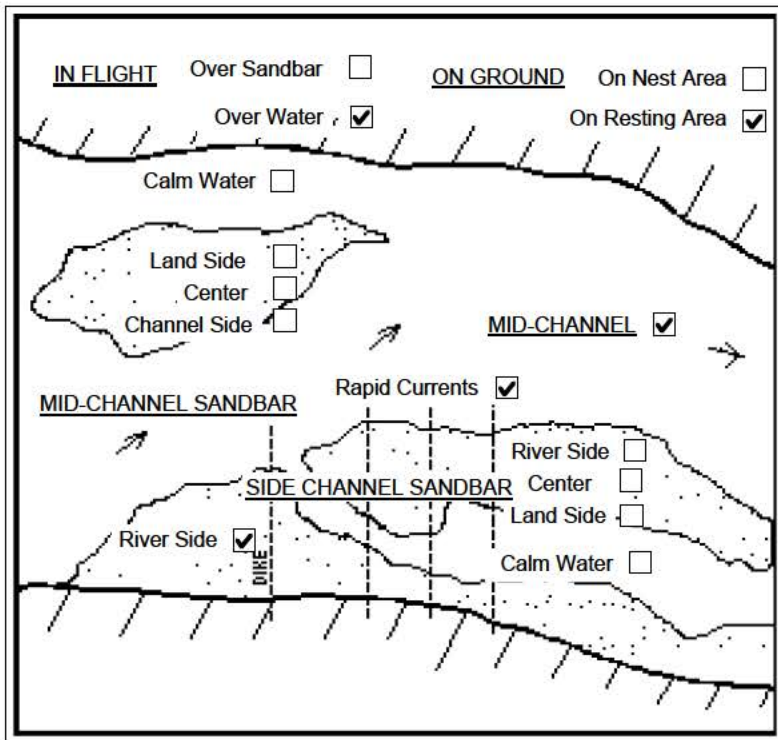 IN FLIGHT Over Sandbar ☐ ON GROUND On Nest Area ☐
Over Water ☑ On Resting Area ☑
Calm Water ☐
Land Side ☐
Center ☐
Channel Side ☐
MID-CHANNEL ☑
Rapid Currents ☑
MID-CHANNEL SANDBAR
River Side ☐
SIDE CHANNEL SANDBAR Center ☐
Land Side ☐
River Side ☑
DIKE
Calm Water ☐